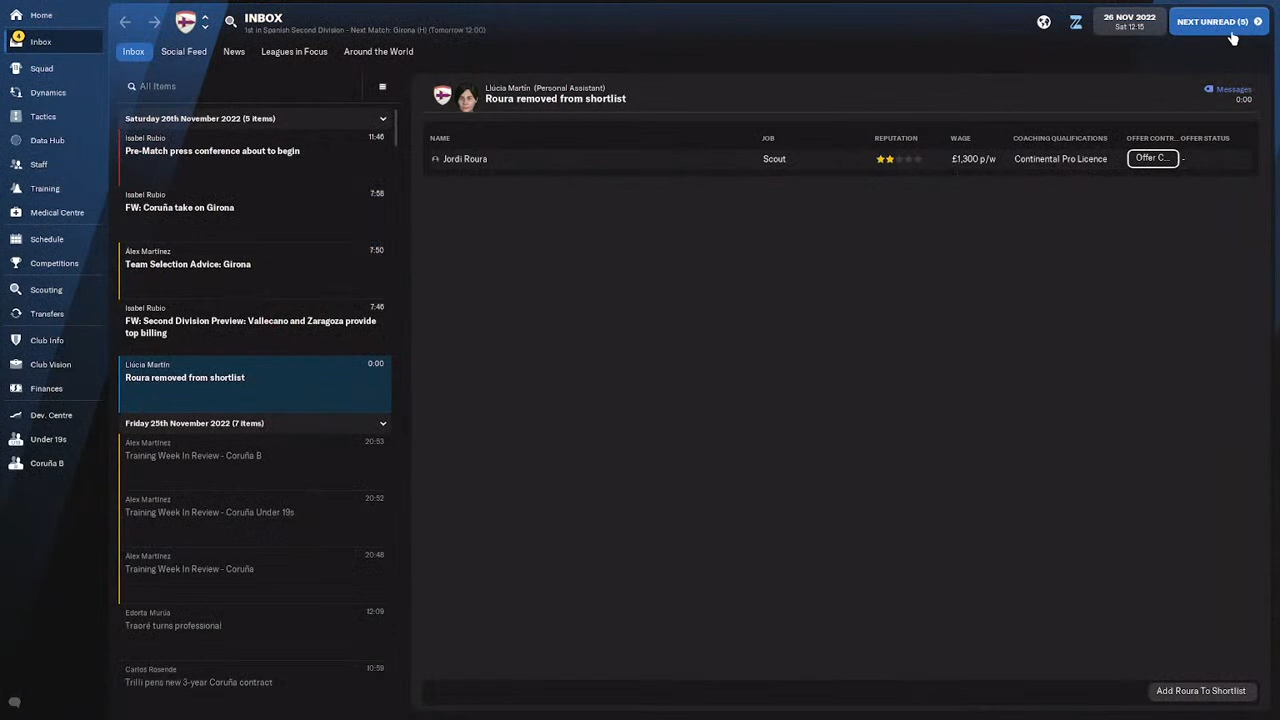 Home
4
Inbox
Squad
Dynamics
Tactics
Data Hub
Staff
Training
Medical Centre
Schedule
Competitions
Scouting
Transfers
Club Info
Club Vision
Finances
Dev. Centre
Under 19s
Coruña B
INBOX
1st in Spanish Second Division - Next Match: Girona (H) (Tomorrow 12:00)
26 NOV 2022
Sat 12:15
NEXT UNREAD (5)
Inbox Social Feed News Leagues in Focus Around the World
All Items
Saturday 26th November 2022 (5 items)
Isabel Rubio 11:46
Pre-Match press conference about to begin
Isabel Rubio 7:58
FW: Coruña take on Girona
Álex Martínez 7:50
Team Selection Advice: Girona
Isabel Rubio 7:46
FW: Second Division Preview: Vallecano and Zaragoza provide
top billing
Llúcia Martín 0:00
Roura removed from shortlist
Friday 25th November 2022 (7 items)
Álex Martínez 20:53
Training Week In Review - Coruña B
Álex Martínez 20:52
Training Week In Review - Coruña Under 19s
Álex Martínez 20:48
Training Week In Review - Coruña
Edorta Murúa 12:09
Traoré turns professional
Carlos Rosende 10:59
Trilli pens new 3-year Coruña contract
Llúcia Martín (Personal Assistant)
Roura removed from shortlist
Messages
0:00
NAME JOB REPUTATION WAGE COACHING QUALIFICATIONS OFFER CONTR... OFFER STATUS
Jordi Roura Scout £1,300 p/w Continental Pro Licence Offer C... -
Add Roura To Shortlist